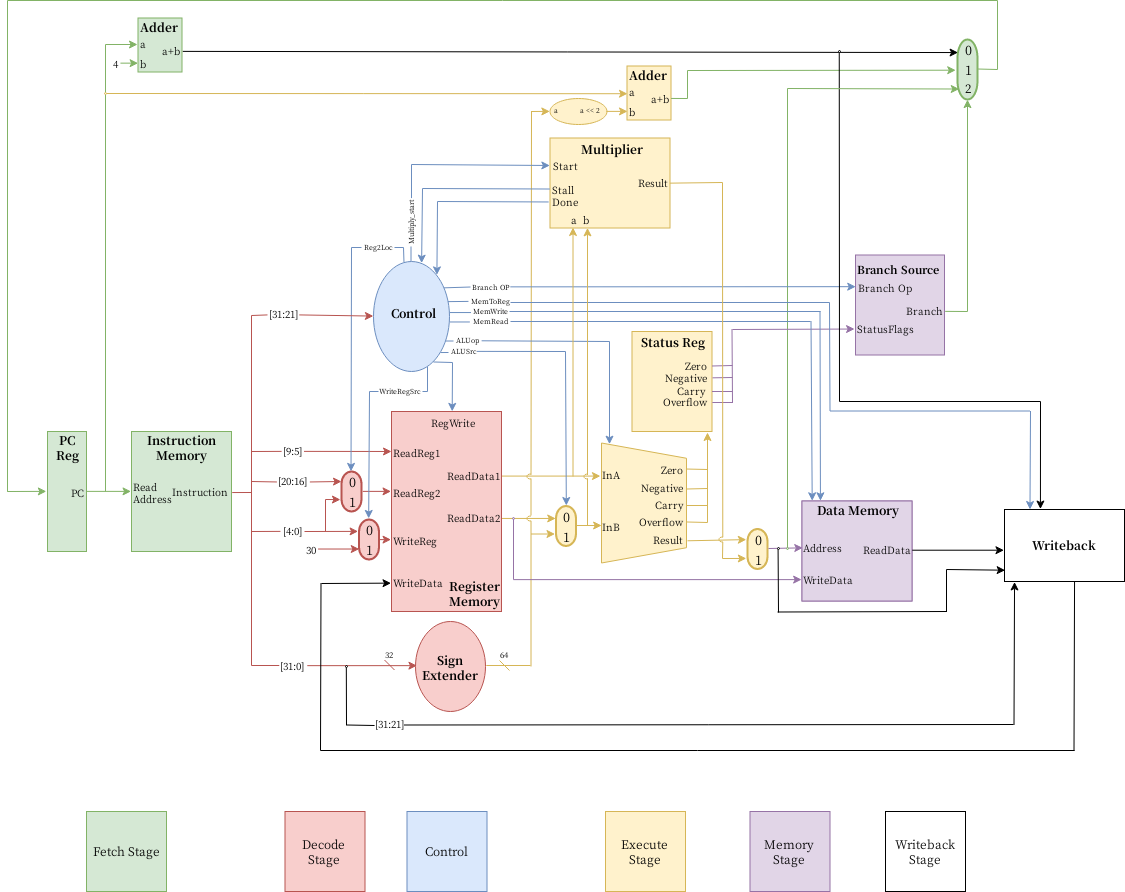 Adder
a
a+b
4
b
0
1
2
Adder
a
a+b
b
a
a << 2
Multiplier
Start
Result
Stall
Done
a b
Multiply_start
Reg2Loc
Control
[31:21]
Branch OP
MemToReg
MemWrite
MemRead
ALUop
ALUSrc
WriteRegSrc
Branch Source
Branch Op
Branch
StatusFlags
Status Reg
Zero
Negative
Carry
Overflow
PC
Reg
PC
Instruction
Memory
Read
Address
Instruction
[9:5]
[20:16]
[4:0]
30
0
1
0
1
RegWrite
ReadReg1
ReadData1
ReadReg2
ReadData2
WriteReg
WriteData
Register
Memory
0
1
InA
InB
Zero
Negative
Carry
Overflow
Result
0
1
Data Memory
Address
ReadData
WriteData
Writeback
[31:0]
32
Sign
Extender
64
[31:21]
Fetch Stage
Decode
Stage
Control
Execute
Stage
Memory
Stage
Writeback
Stage